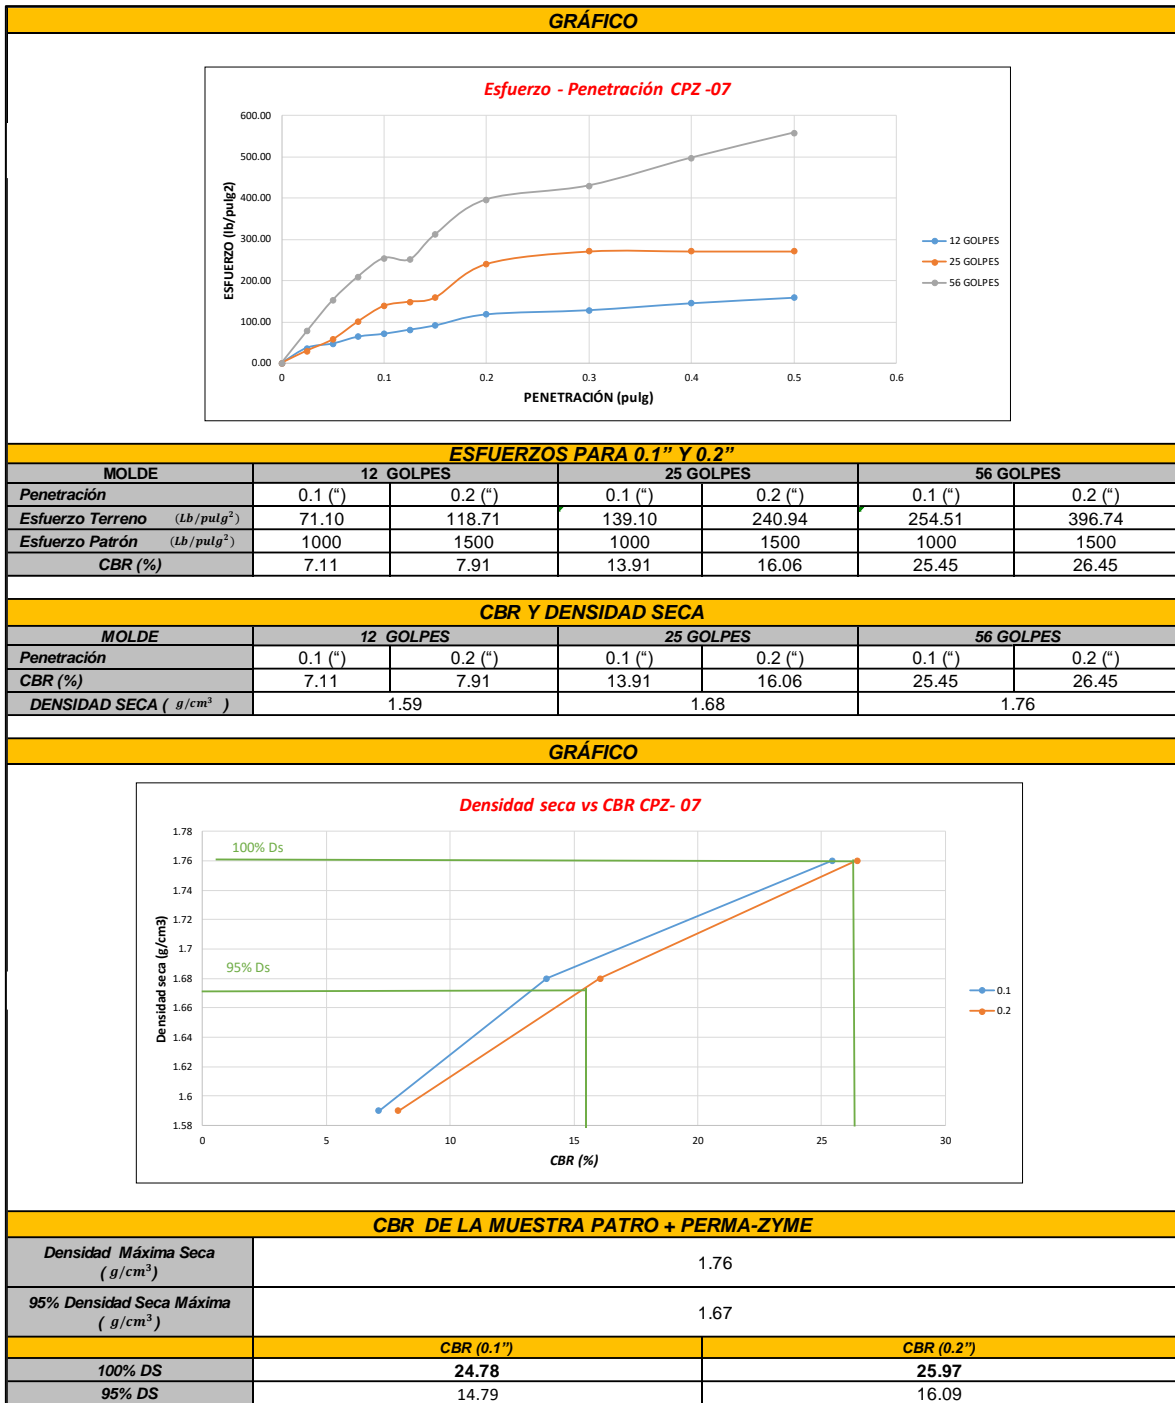 GRÁFICO
Esfuerzo - Penetración CPZ -07
600.00
500.00
400.00
300.00
200.00
100.00
0.00
ESFUERZO (lb/pulg2)
0 0.1 0.2 0.3 0.4 0.5 0.6
PENETRACIÓN (pulg)
12 GOLPES
25 GOLPES
56 GOLPES
ESFUERZOS PARA 0.1” Y 0.2”
MOLDE 12 GOLPES 25 GOLPES 56 GOLPES
Penetración 0.1 (“) 0.2 (“) 0.1 (“) 0.2 (“) 0.1 (“) 0.2 (“)
Esfuerzo Terreno (Lb/pulg²) 71.10 118.71 139.10 240.94 254.51 396.74
Esfuerzo Patrón (Lb/pulg²) 1000 1500 1000 1500 1000 1500
CBR (%) 7.11 7.91 13.91 16.06 25.45 26.45
CBR Y DENSIDAD SECA
MOLDE 12 GOLPES 25 GOLPES 56 GOLPES
Penetración 0.1 (“) 0.2 (“) 0.1 (“) 0.2 (“) 0.1 (“) 0.2 (“)
CBR (%) 7.11 7.91 13.91 16.06 25.45 26.45
DENSIDAD SECA ( g/cm³ ) 1.59 1.68 1.76
GRÁFICO
Densidad seca vs CBR CPZ- 07
1.78
1.76
1.74
1.72
1.7
1.68
1.66
1.64
1.62
1.6
1.58
Densidad seca (g/cm3)
100% Ds
95% Ds
0 5 10 15 20 25 30
CBR (%)
0.1
0.2
CBR DE LA MUESTRA PATRO + PERMA-ZYME
Densidad Máxima Seca
( g/cm³)
1.76
95% Densidad Seca Máxima
( g/cm³)
1.67
CBR (0.1”) CBR (0.2”)
100% DS 24.78 25.97
95% DS 14.79 16.09